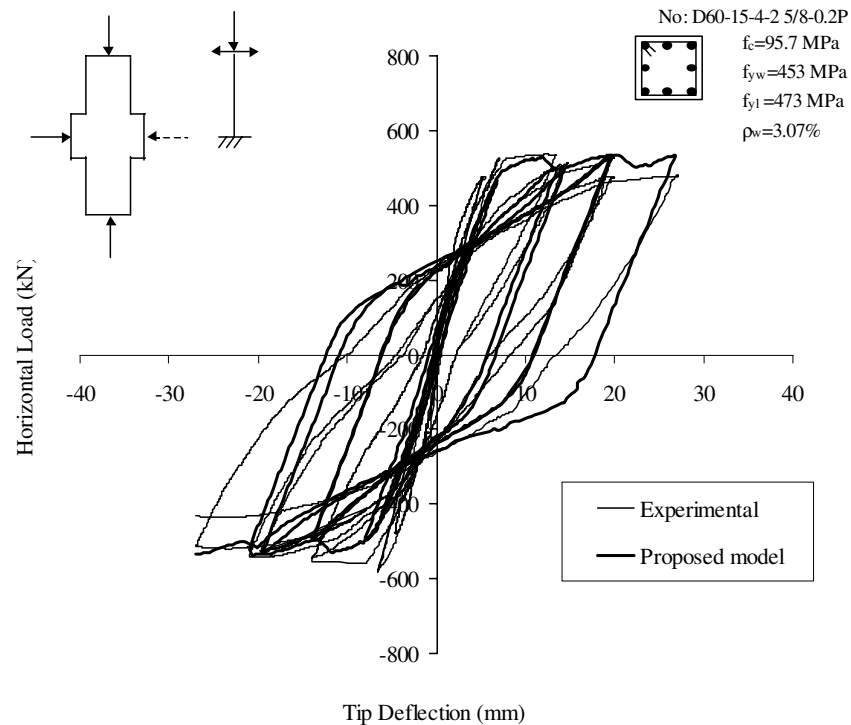 No: D60-15-4-2 5/8-0.2P
fc=95.7 MPa
fyw=453 MPa
fyl=473 MPa
ρw=3.07%
800
600
400
200
0
-200
-400
-600
-800
-40 -30 -20 -10 0 10 20 30 40
Horizontal Load (kN)
Experimental
Proposed model
Tip Deflection (mm)